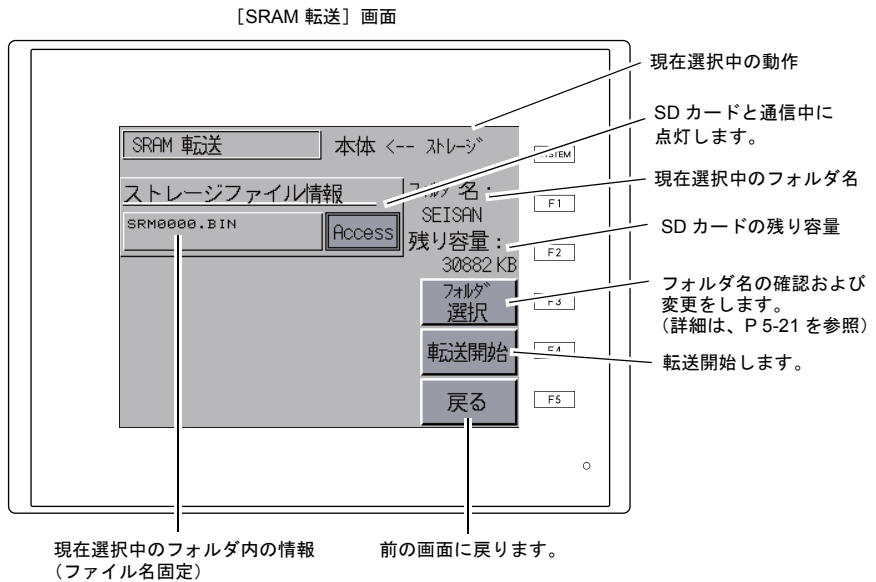 ［SRAM 転送］画面
現在選択中の動作
SD カードと通信中に
点灯します。
SRAM 転送
本体 <-- ｽﾄﾚｰｼﾞ
現在選択中のフォルダ名
ストレージファイル情報
名：
F1
SRM0000.BIN
Access
SEISAN
SD カードの残り容量
残り容量：
F2
30882 KB
ﾌｫﾙﾀﾞ
選択
フォルダ名の確認および
変更をします。
（詳細は、P 5-21 を参照）
転送開始
転送開始します。
戻る
F5
現在選択中のフォルダ内の情報
（ファイル名固定）
前の画面に戻ります。